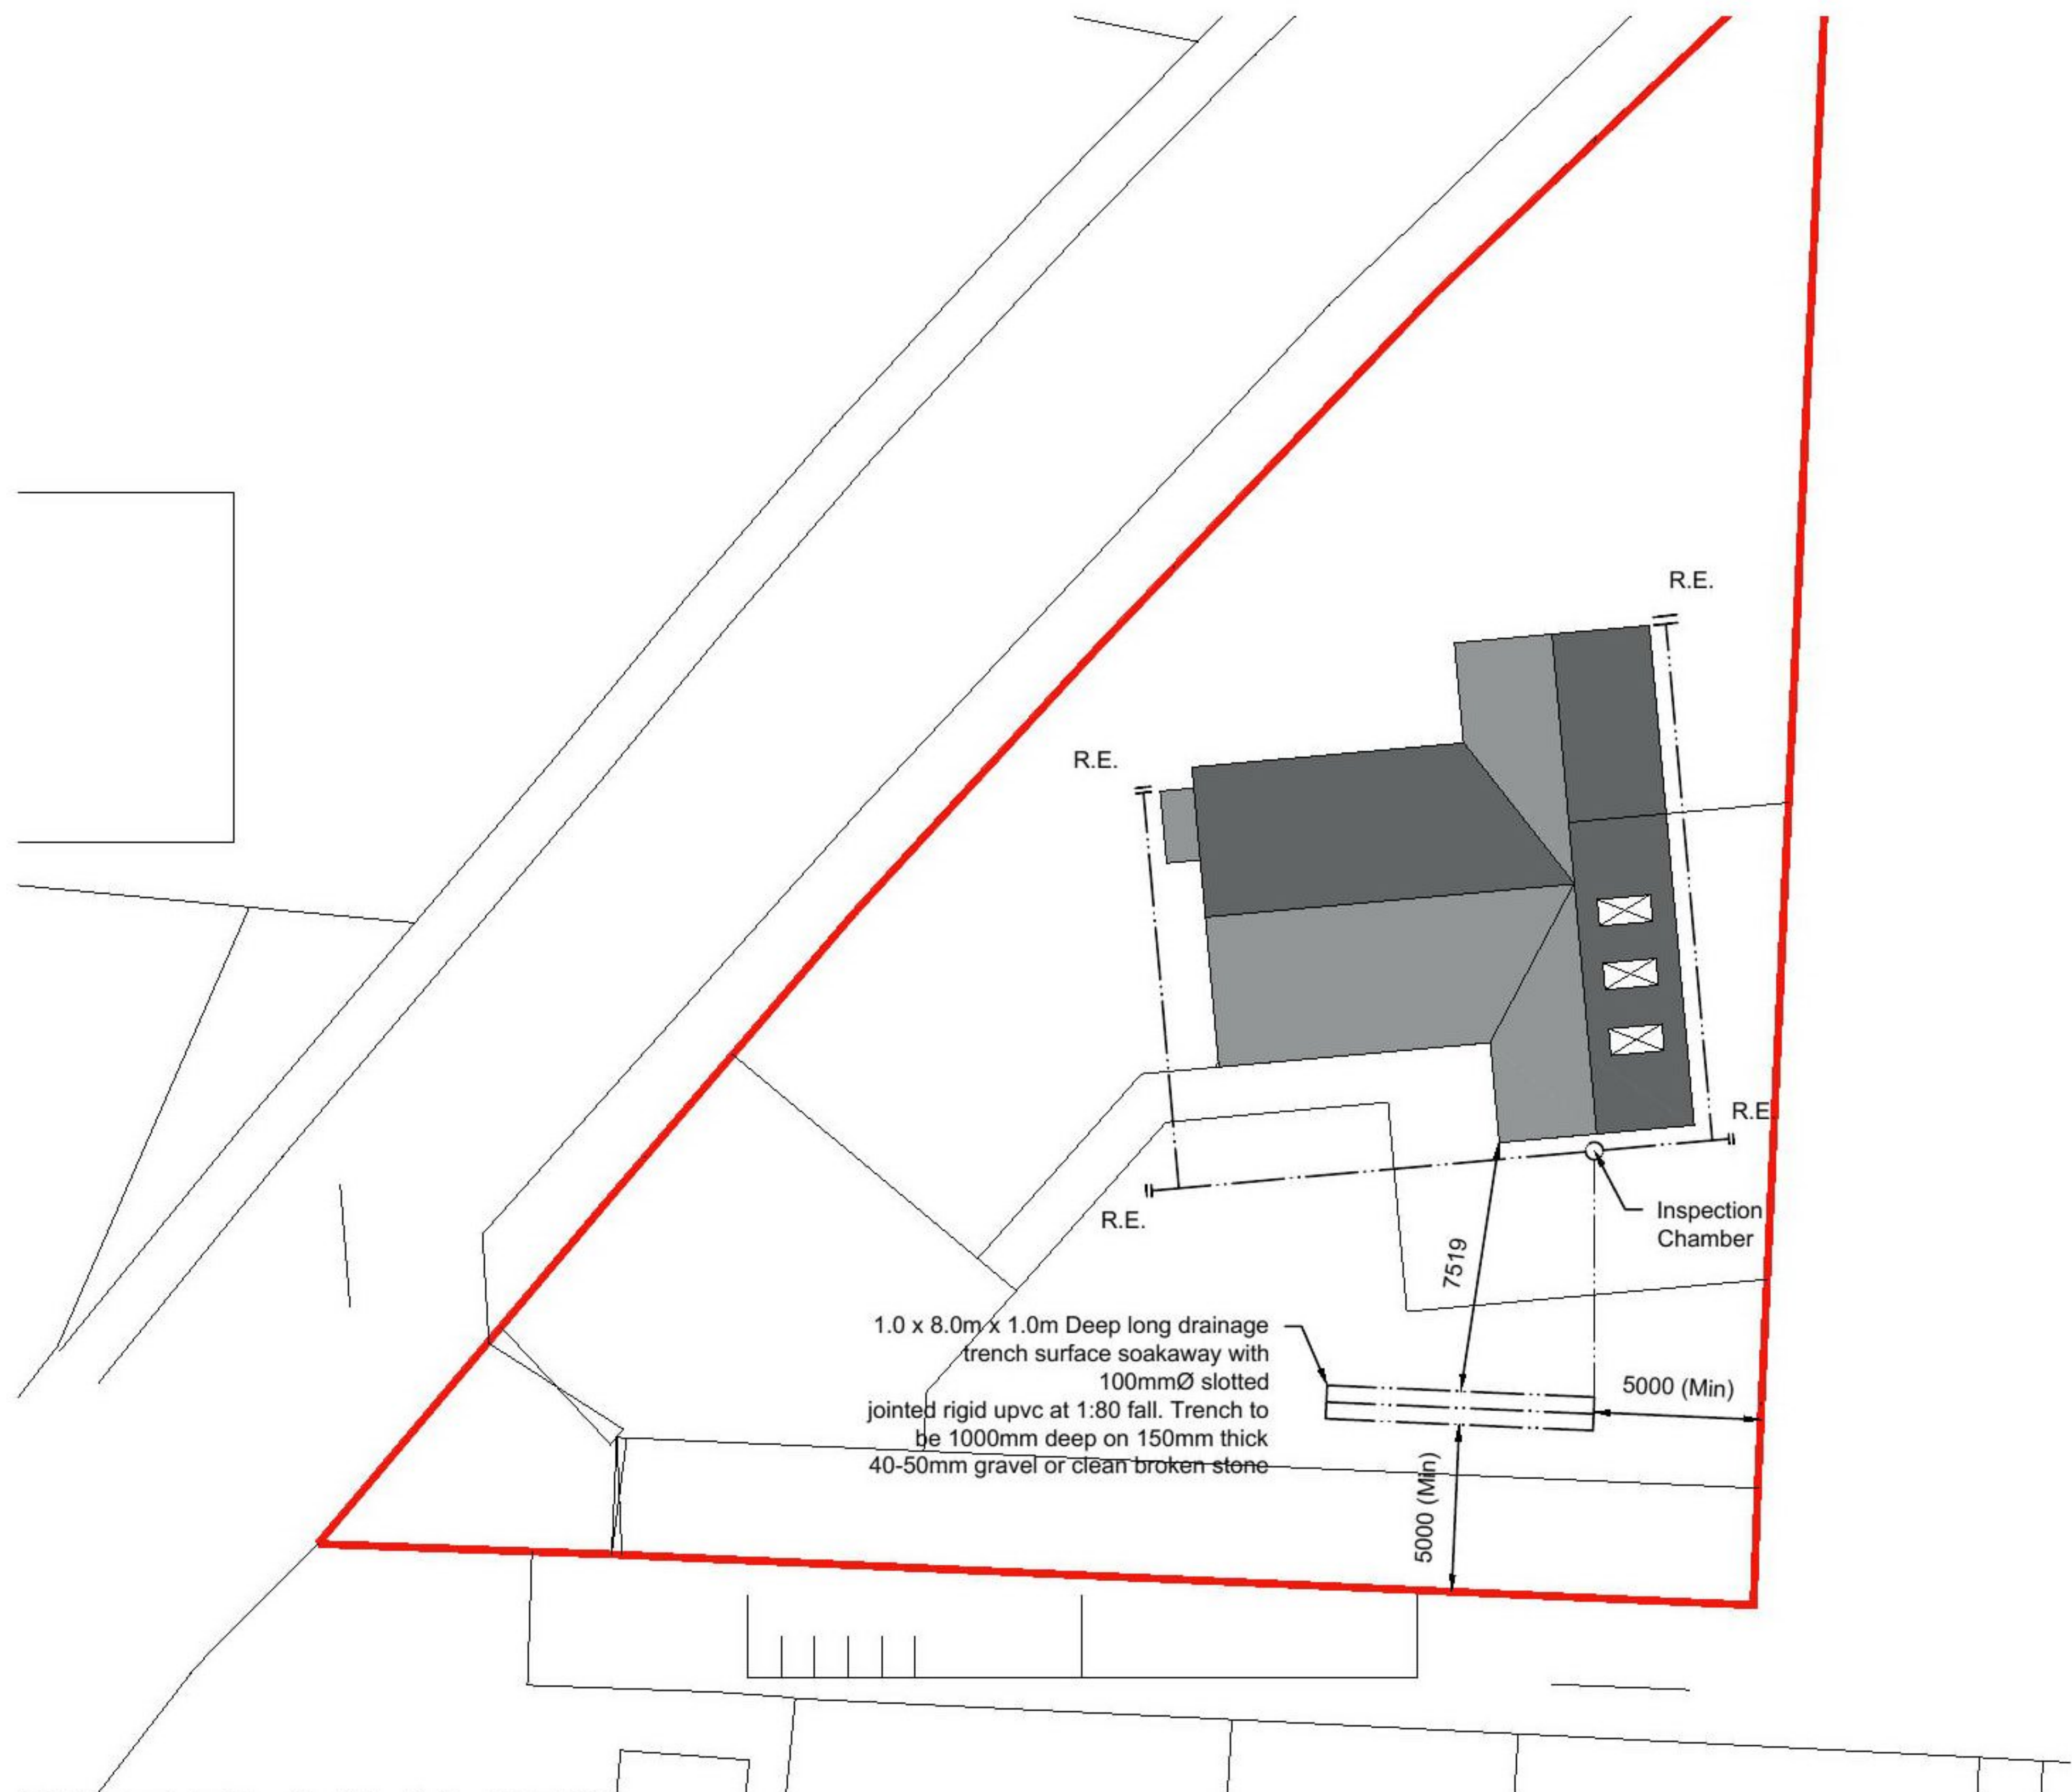 R.E.
R.E.
R.E.
R.E.
Inspection
Chamber
7519
1.0 x 8.0m x 1.0m Deep long drainage
trench surface soakaway with
100mmØ slotted
jointed rigid upvc at 1:80 fall. Trench to
be 1000mm deep on 150mm thick
40-50mm gravel or clean broken stone
5000 (Min)
5000 (Min)